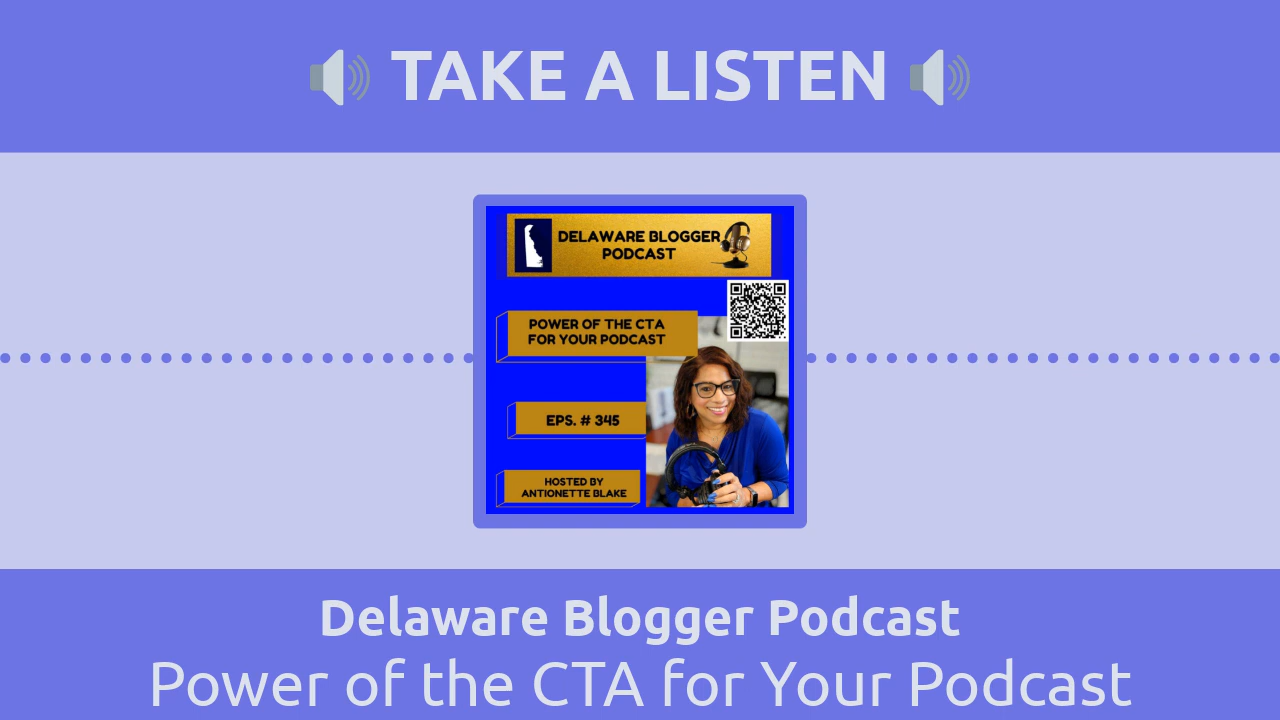 🔊 TAKE A LISTEN 🔊
DELAWARE BLOGGER
PODCAST
POWER OF THE CTA
FOR YOUR PODCAST
EPS. # 345
HOSTED BY
ANTIONETTE BLAKE
Delaware Blogger Podcast
Power of the CTA for Your Podcast